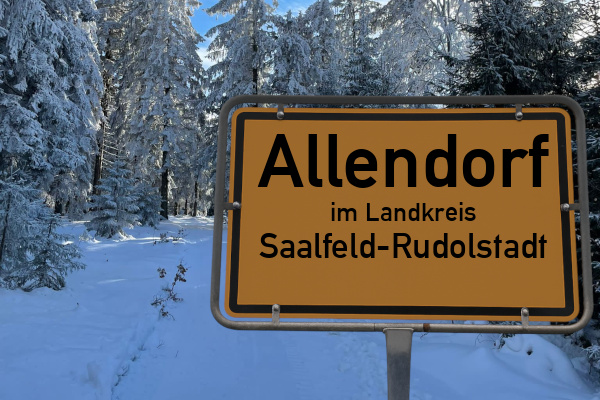 Allendorf
im Landkreis
Saalfeld-Rudolstadt